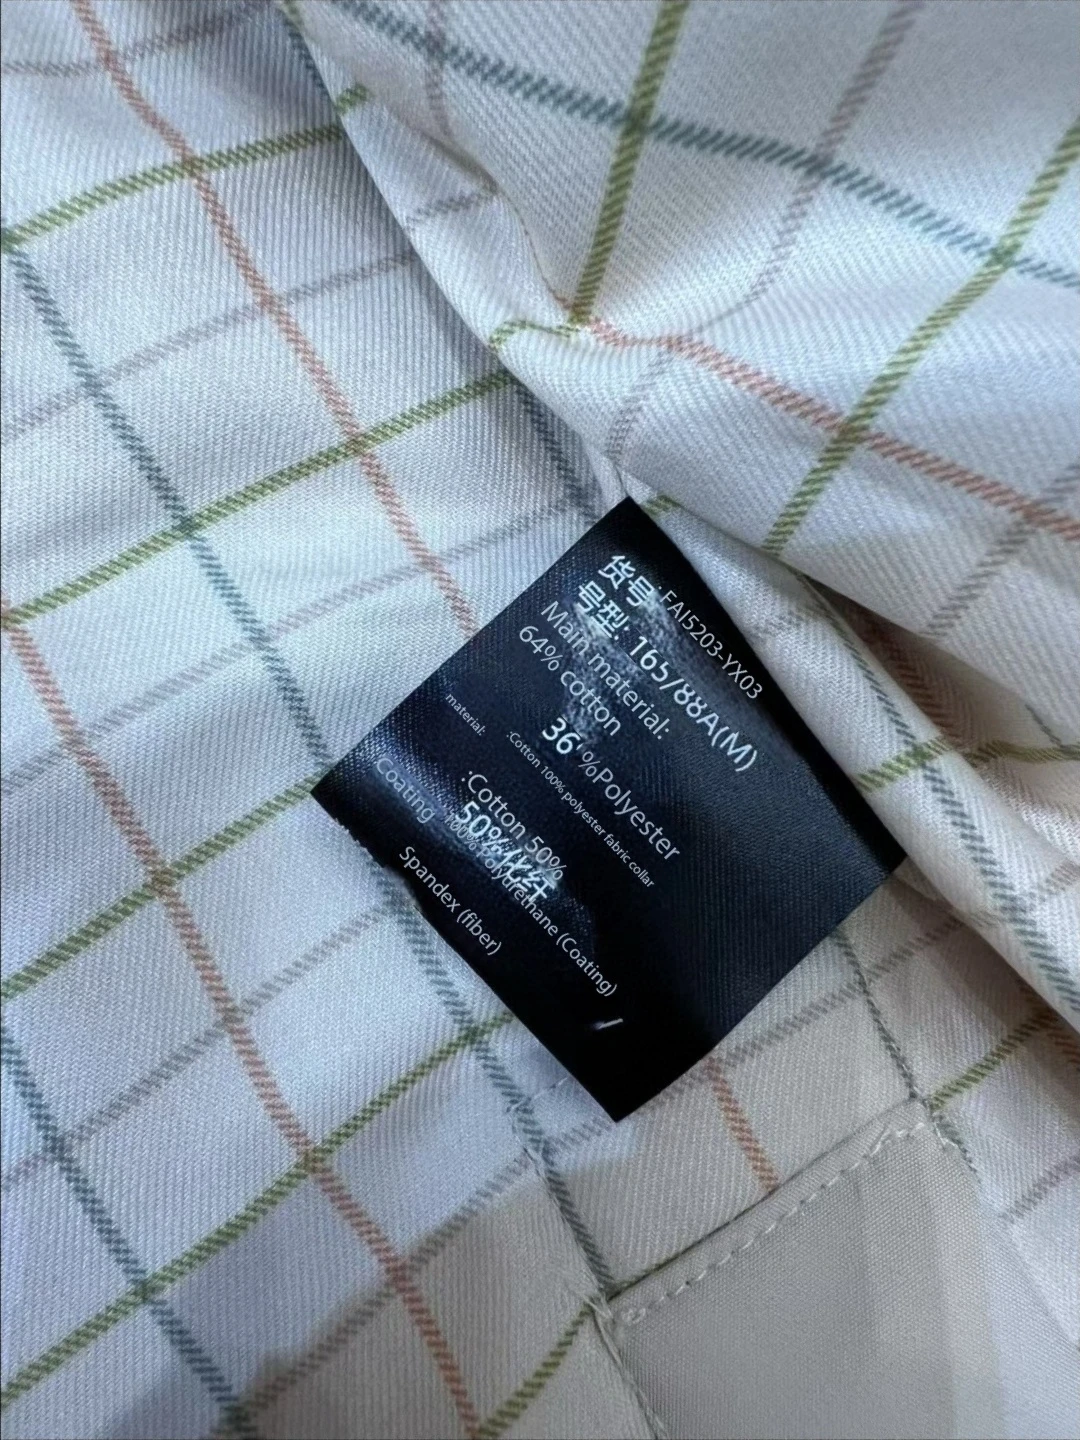 货号: FAI5203-YX03
号型: 165/88A(M)
Main material:
64% cotton
36 %Polyester
:Cotton 100% polyester fabric collar
material:
:Cotton 50%
50%化纤
Coating
100% Polyurethane (Coating)
Spandex (fiber)